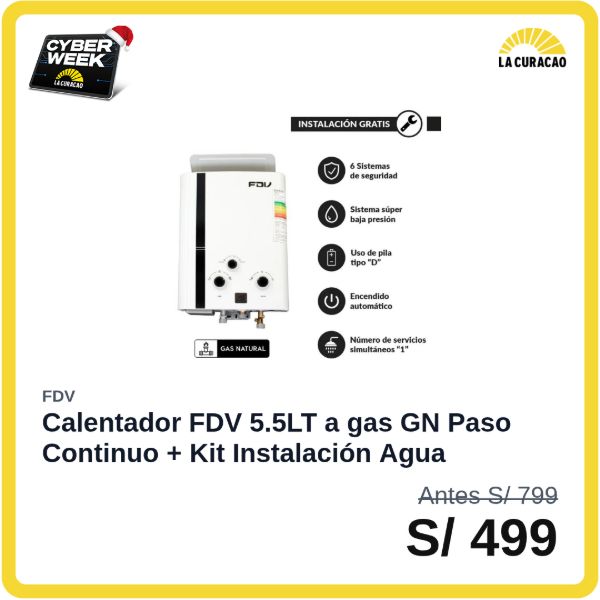 CYBER
WEEK
LA CURACAO
LA CURACAO
INSTALACIÓN GRATIS
6 Sistemas
de seguridad
FDV
Sistema súper
baja presión
Uso de pila
tipo "D"
Encendido
automático
Número de servicios
simultáneos "1"
GAS NATURAL
FDV
Calentador FDV 5.5LT a gas GN Paso
Continuo + Kit Instalación Agua
Antes S/ 799
S/ 499